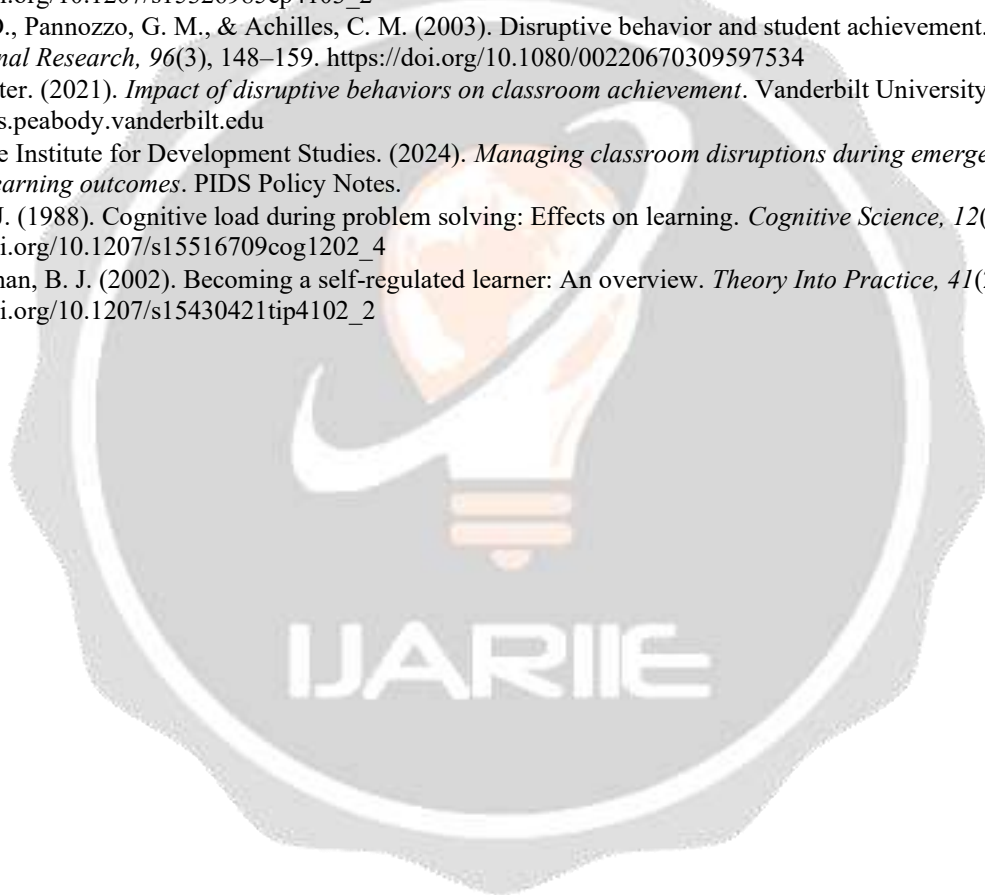 i.org/10.1207/s15326985ep4103_2
O., Pannozzo, G. M., & Achilles, C. M. (2003). Disruptive behavior and student achievement.
nal Research, 96(3), 148–159. https://doi.org/10.1080/00220670309597534
ter. (2021). Impact of disruptive behaviors on classroom achievement. Vanderbilt University
s.peabody.vanderbilt.edu
e Institute for Development Studies. (2024). Managing classroom disruptions during emerge
earning outcomes. PIDS Policy Notes.
J. (1988). Cognitive load during problem solving: Effects on learning. Cognitive Science, 12(
i.org/10.1207/s15516709cog1202_4
nan, B. J. (2002). Becoming a self-regulated learner: An overview. Theory Into Practice, 41(
i.org/10.1207/s15430421tip4102_2
IJARIIE